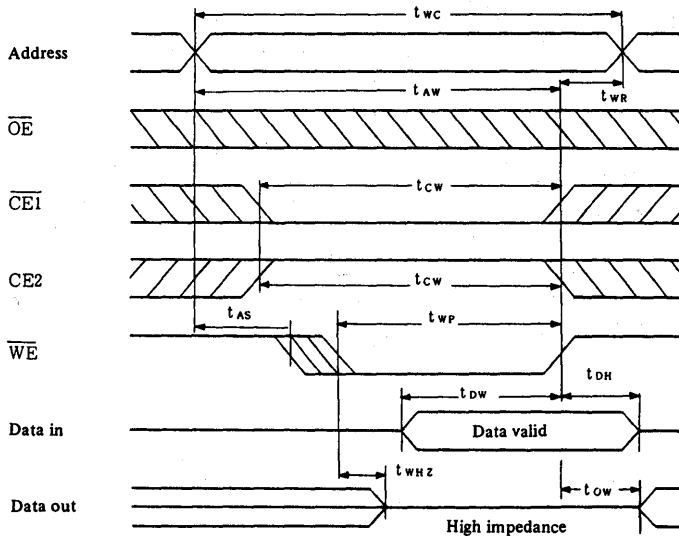 tWC
Address
tAW
tWR
OE
CE1
tCW
CE2
tCW
tAS
tWP
WE
tDW
tDH
Data in
Data valid
tWHZ
tOW
Data out
High impedance